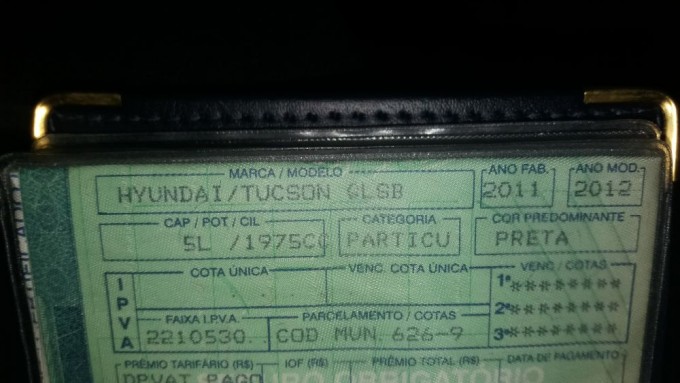 MARCA / MODELO ANO FAB. ANO MOD.
HYUNDAI/TUCSON GLSB 2011 2012
CAP / POT / CIL CATEGORIA COR PREDOMINANTE
5L /1975CC PARTICU PRETA
COTA ÚNICA VENC. COTA ÚNICA VENC / COTAS
IPVA
1ª ********
2ª ********
FAIXA I.P.V.A. PARCELAMENTO / COTAS
2210530. COD. MUN. 626-9 3ª ********
PRÊMIO TARIFÁRIO (R$) IOF (R$) PRÊMIO TOTAL (R$) DATA DE PAGAMENTO
DPVAT PAGO
OBRIGATÓRIO